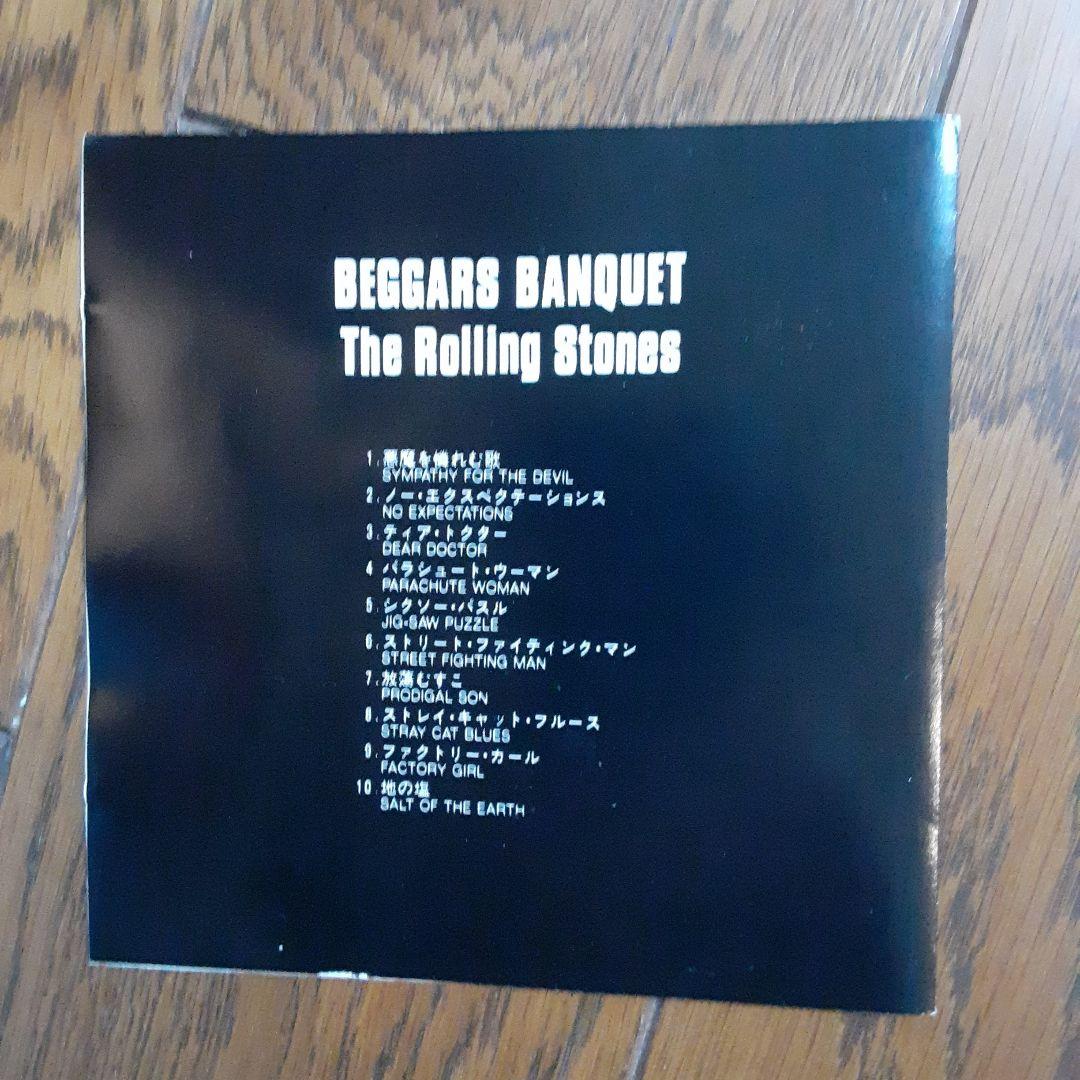 BEGGARS BANQUET
The Rolling Stones
1. 悪魔を憐れむ歌
SYMPATHY FOR THE DEVIL
2. ノー・エクスペクテーションズ
NO EXPECTATIONS
3. ディア・ドクター
DEAR DOCTOR
4 パラシュート・ウーマン
PARACHUTE WOMAN
5. ジグソー・パズル
JIG-SAW PUZZLE
6. ストリート・ファイティング・マン
STREET FIGHTING MAN
7. 放蕩むすこ
PRODIGAL SON
8. ストレイ・キャット・ブルース
STRAY CAT BLUES
9. ファクトリー・ガール
FACTORY GIRL
10 地の塩
SALT OF THE EARTH